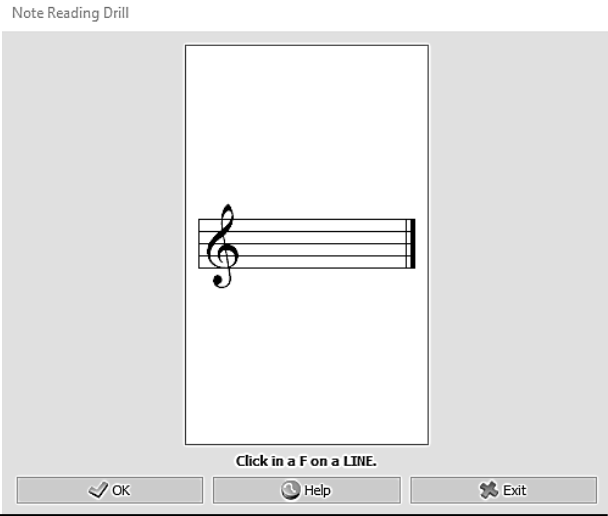 Note Reading Drill
Click in a F on a LINE.
OK
Help
Exit